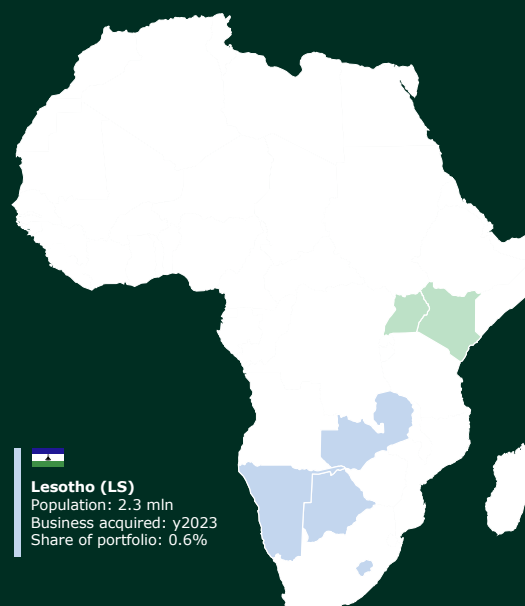 Lesotho (LS)
Population: 2.3 mln
Business acquired: y2023
Share of portfolio: 0.6%